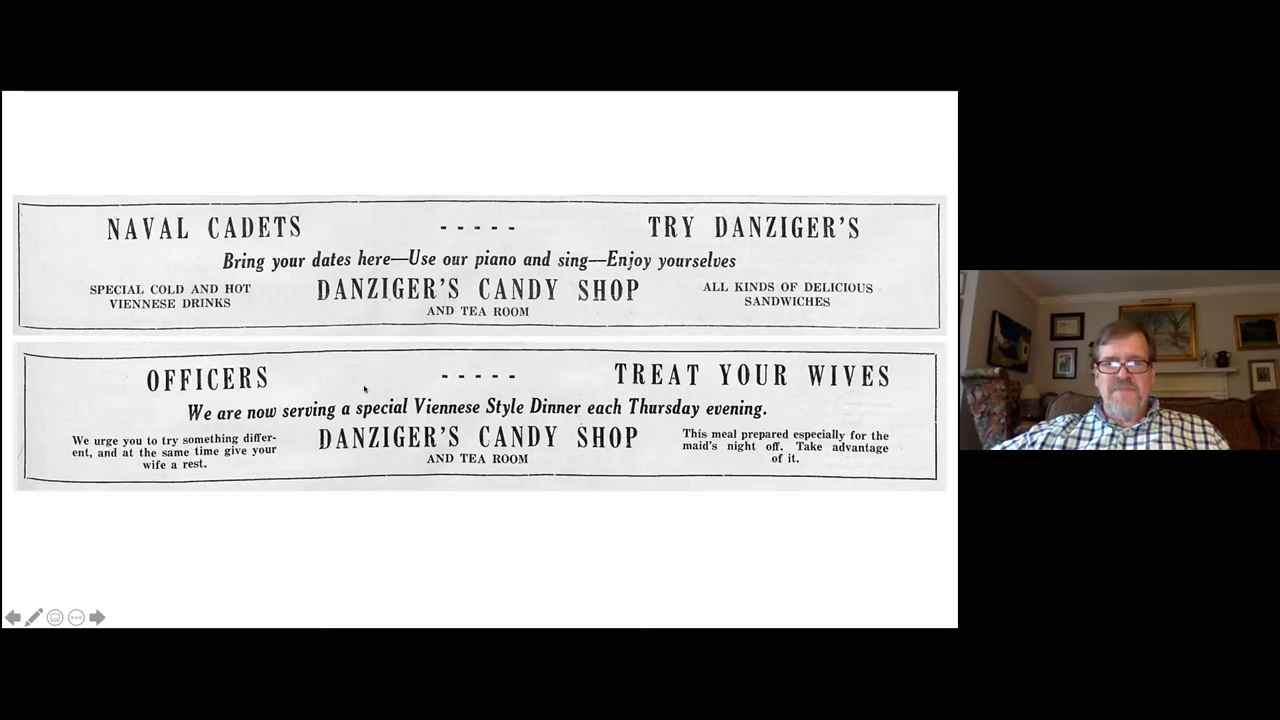 NAVAL CADETS - - - - - TRY DANZIGER'S
Bring your dates here—Use our piano and sing—Enjoy yourselves
SPECIAL COLD AND HOT
VIENNESE DRINKS
DANZIGER'S CANDY SHOP
AND TEA ROOM
ALL KINDS OF DELICIOUS
SANDWICHES
OFFICERS - - - - - TREAT YOUR WIVES
We are now serving a special Viennese Style Dinner each Thursday evening.
We urge you to try something differ-
ent, and at the same time give your
wife a rest.
DANZIGER'S CANDY SHOP
AND TEA ROOM
This meal prepared especially for the
maid's night off. Take advantage
of it.